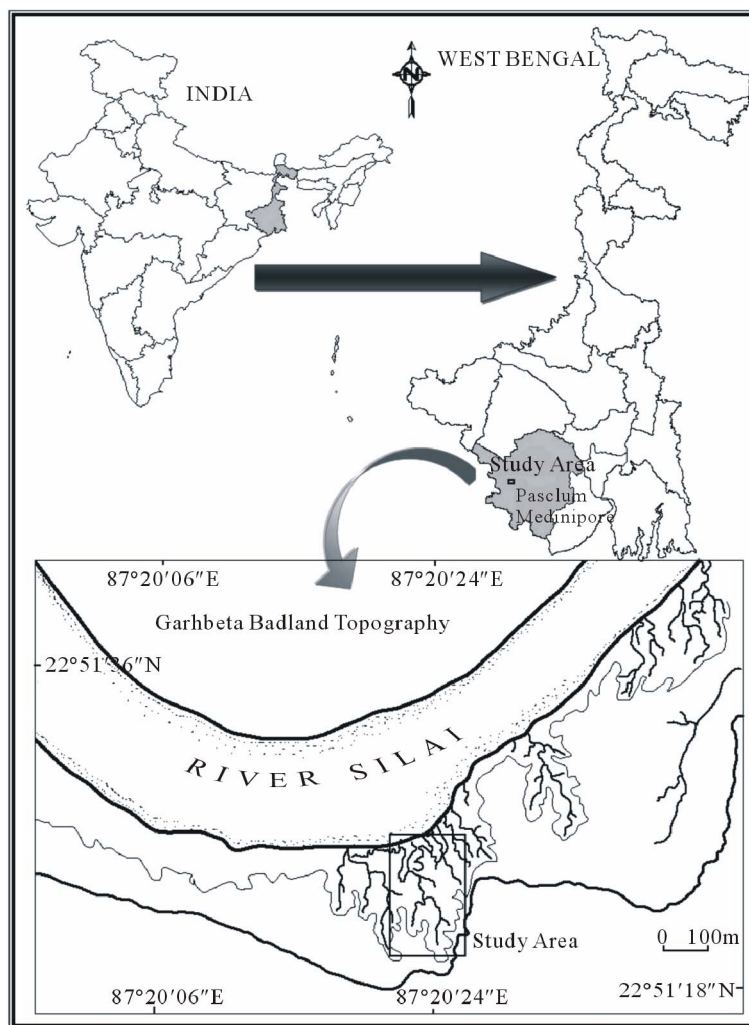 WEST BENGAL
INDIA
N
Study Area
Pasclum
Medinipore
87°20′06″E
87°20′24″E
Garhbeta Badland Topography
22°51′36″N
RIVER SILAI
Study Area
0 100m
87°20′06″E
87°20′24″E
22°51′18″N